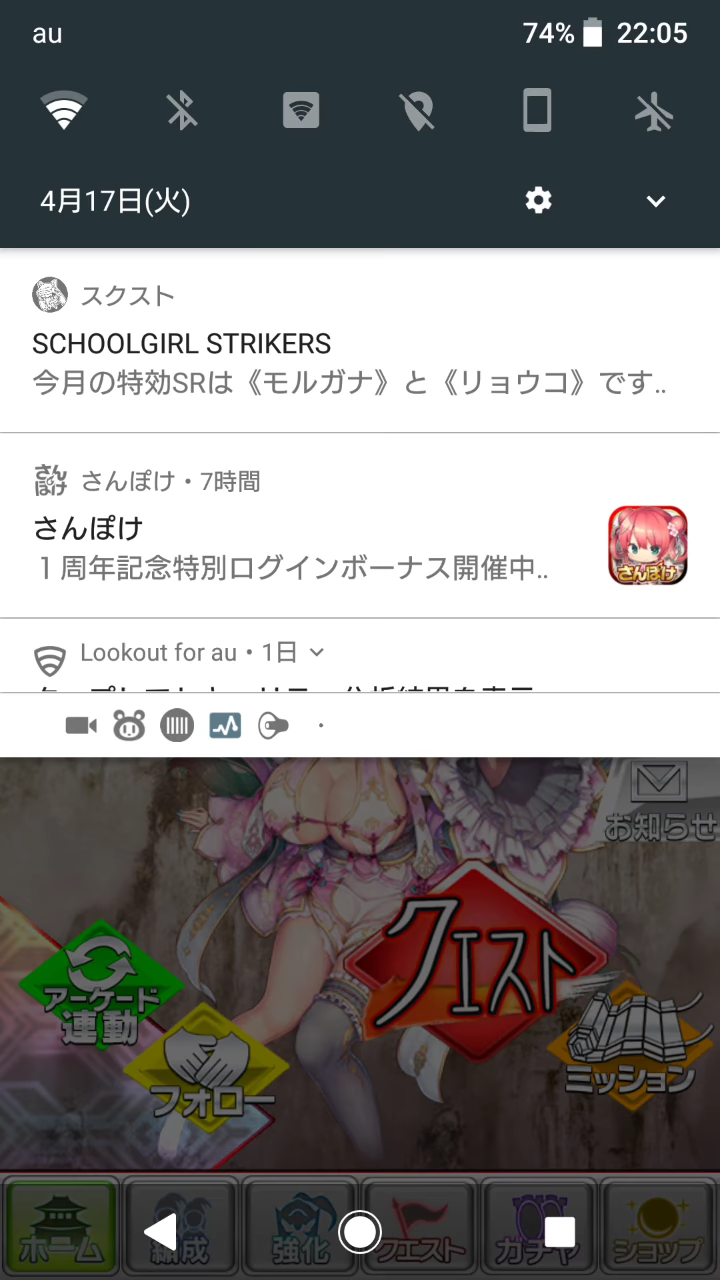 au 74% 22:05
4月17日(火)
スクスト
SCHOOLGIRL STRIKERS
今月の特効SRは《モルガナ》と《リョウコ》です..
さんぽけ
さんぽけ・7時間
さんぽけ
１周年記念特別ログインボーナス開催中..
さんぽけ
Lookout for au・1日
お知らせ
クエスト
アーケード
連動
フォロー
ミッション
ホーム
編成
強化
クエスト
ガチャ
ショップ